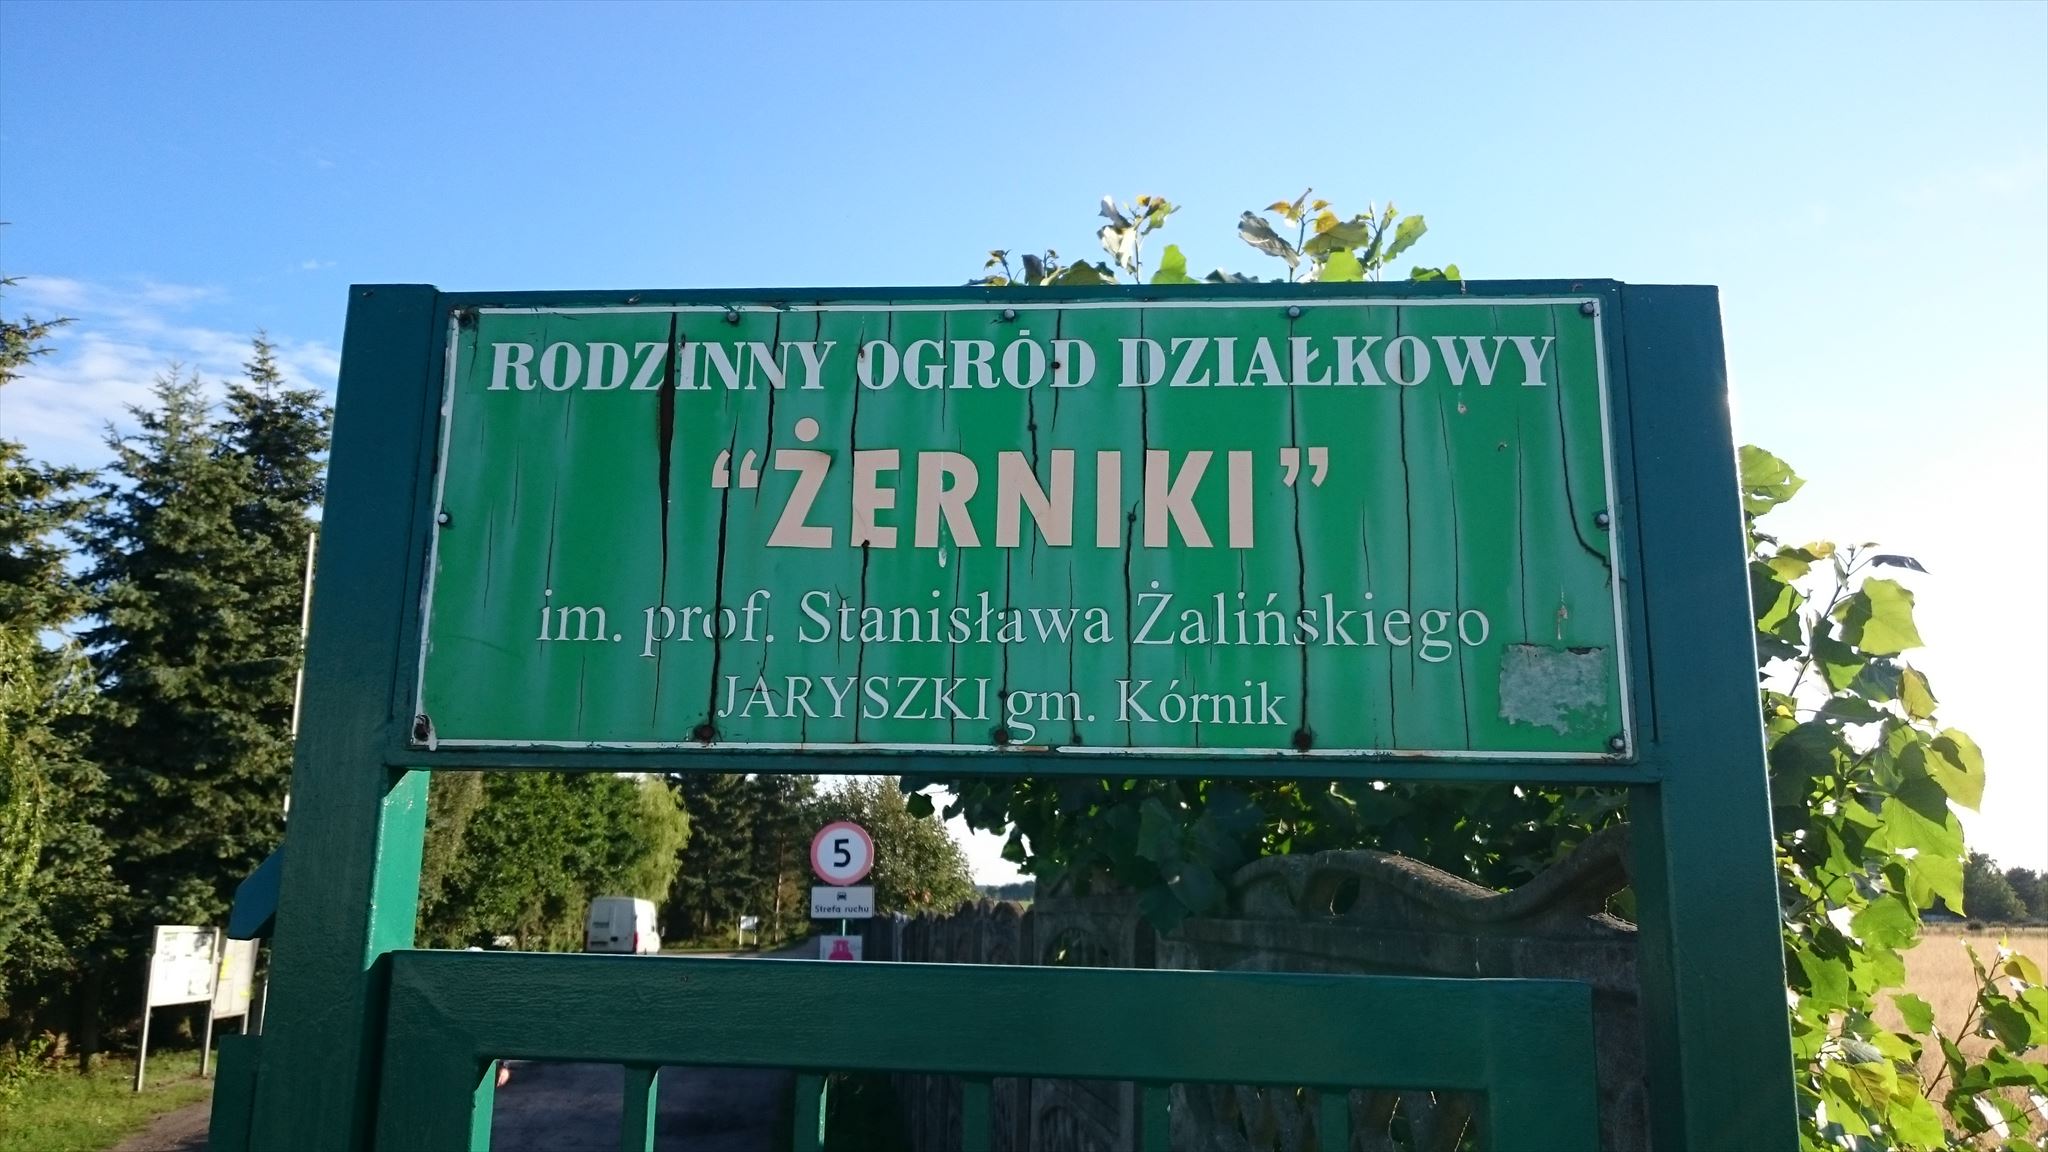 RODZINNY OGRÓD DZIAŁKOWY
“ŻERNIKI”
im. prof. Stanisława Żalińskiego
JARYSZKI gm. Kórnik
5
Strefa ruchu